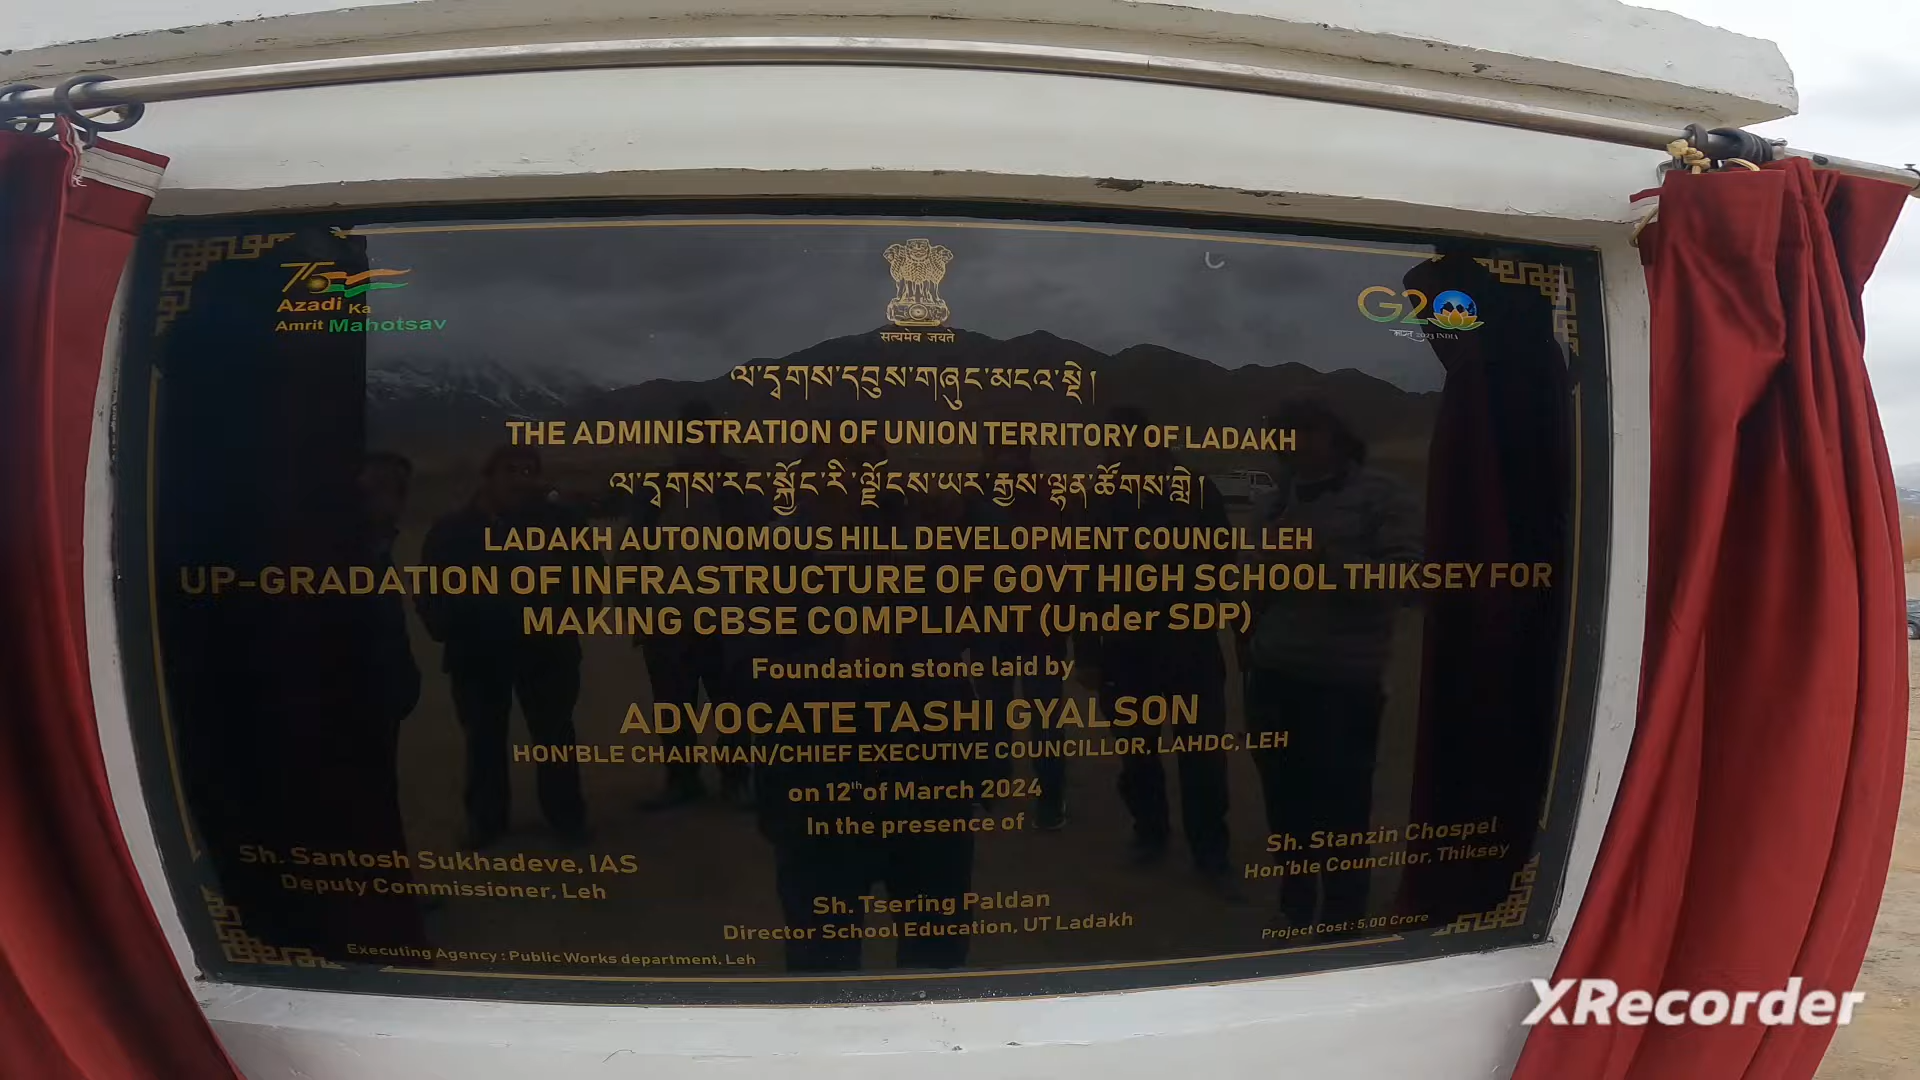 75
Azadi Ka
Amrit Mahotsav
सत्यमेव जयते
G20
भारत 2023 INDIA
ལ་དྭགས་དབུས་གཞུང་མངའ་སྡེ།
THE ADMINISTRATION OF UNION TERRITORY OF LADAKH
ལ་དྭགས་རང་སྐྱོང་རི་ལྗོངས་ཡར་རྒྱས་ལྷན་ཚོགས་གླེ།
LADAKH AUTONOMOUS HILL DEVELOPMENT COUNCIL LEH
UP-GRADATION OF INFRASTRUCTURE OF GOVT HIGH SCHOOL THIKSEY FOR
MAKING CBSE COMPLIANT (Under SDP)
Foundation stone laid by
ADVOCATE TASHI GYALSON
HON'BLE CHAIRMAN/CHIEF EXECUTIVE COUNCILLOR, LAHDC, LEH
on 12th of March 2024
In the presence of
Sh. Santosh Sukhadeve, IAS
Deputy Commissioner, Leh
Sh. Tsering Paldan
Director School Education, UT Ladakh
Sh. Stanzin Chospel
Hon'ble Councillor, Thiksey
Executing Agency : Public Works department, Leh
Project Cost : 5.00 Crore
XRecorder